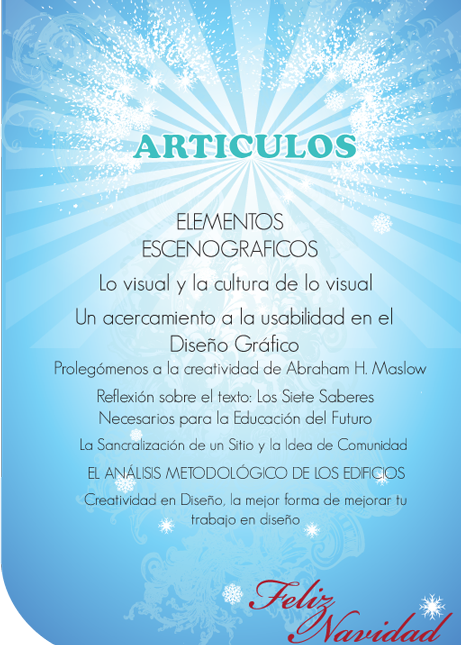 ARTICULOS
ELEMENTOS
ESCENOGRAFICOS
Lo visual y la cultura de lo visual
Un acercamiento a la usabilidad en el
Diseño Gráfico
Prolegómenos a la creatividad de Abraham H. Maslow
Reflexión sobre el texto: Los Siete Saberes
Necesarios para la Educación del Futuro
La Sancralización de un Sitio y la Idea de Comunidad
EL ANÁLISIS METODOLÓGICO DE LOS EDIFICIOS
Creatividad en Diseño, la mejor forma de mejorar tu
trabajo en diseño
Feliz
Navidad